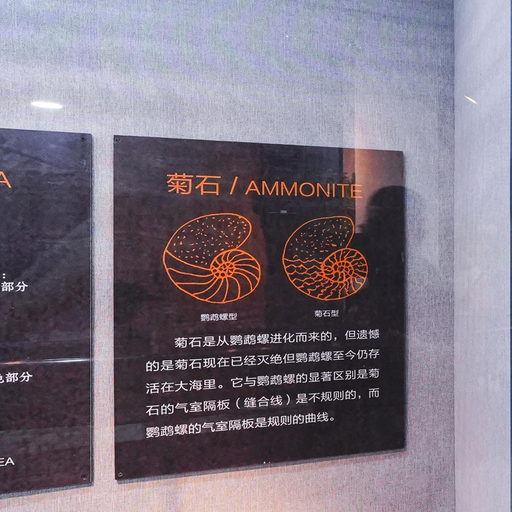 A
:
部分
色部分
EA
菊石 / AMMONITE
鹦鹉螺型
菊石型
菊石是从鹦鹉螺进化而来的，但遗憾
的是菊石现在已经灭绝但鹦鹉螺至今仍存
活在大海里。它与鹦鹉螺的显著区别是菊
石的气室隔板（缝合线）是不规则的，而
鹦鹉螺的气室隔板是规则的曲线。